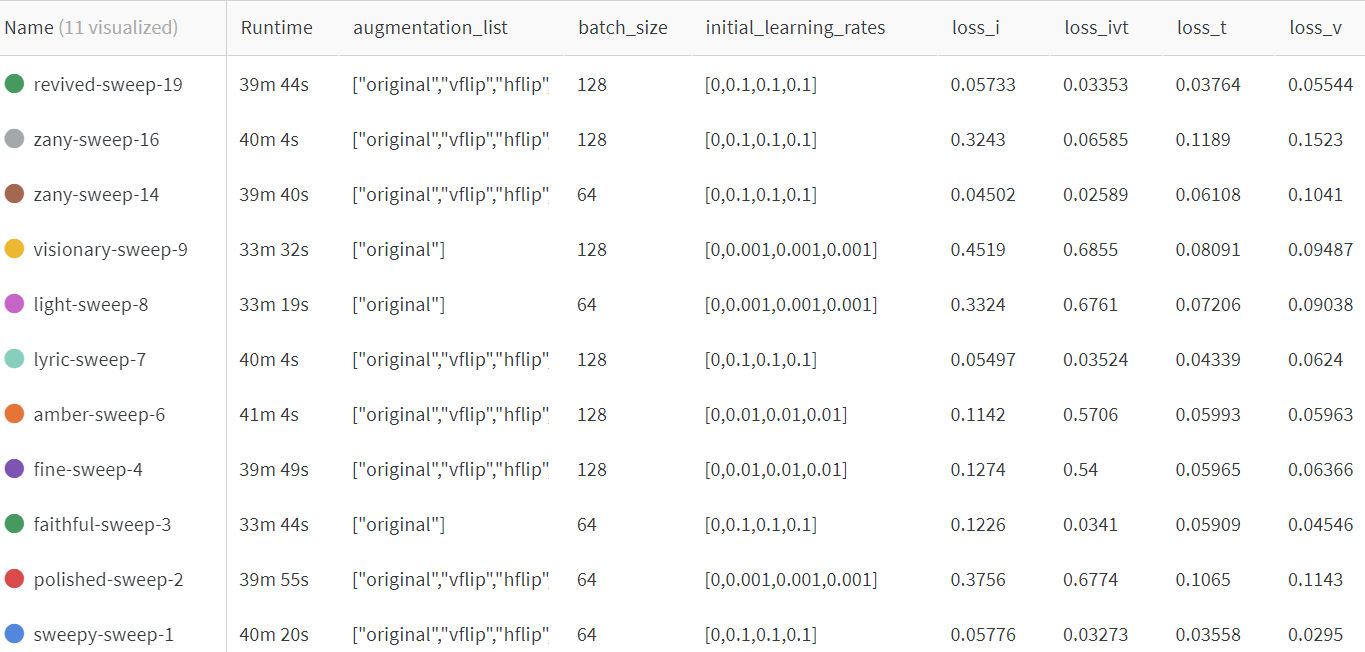 Name (11 visualized) Runtime augmentation_list batch_size initial_learning_rates loss_i loss_ivt loss_t loss_v
revived-sweep-19 39m 44s ["original","vflip","hflip" 128 [0,0.1,0.1,0.1] 0.05733 0.03353 0.03764 0.05544
zany-sweep-16 40m 4s ["original","vflip","hflip" 128 [0,0.1,0.1,0.1] 0.3243 0.06585 0.1189 0.1523
zany-sweep-14 39m 40s ["original","vflip","hflip" 64 [0,0.1,0.1,0.1] 0.04502 0.02589 0.06108 0.1041
visionary-sweep-9 33m 32s ["original"] 128 [0,0.001,0.001,0.001] 0.4519 0.6855 0.08091 0.09487
light-sweep-8 33m 19s ["original"] 64 [0,0.001,0.001,0.001] 0.3324 0.6761 0.07206 0.09038
lyric-sweep-7 40m 4s ["original","vflip","hflip" 128 [0,0.1,0.1,0.1] 0.05497 0.03524 0.04339 0.0624
amber-sweep-6 41m 4s ["original","vflip","hflip" 128 [0,0.01,0.01,0.01] 0.1142 0.5706 0.05993 0.05963
fine-sweep-4 39m 49s ["original","vflip","hflip" 128 [0,0.01,0.01,0.01] 0.1274 0.54 0.05965 0.06366
faithful-sweep-3 33m 44s ["original"] 64 [0,0.1,0.1,0.1] 0.1226 0.0341 0.05909 0.04546
polished-sweep-2 39m 55s ["original","vflip","hflip" 64 [0,0.001,0.001,0.001] 0.3756 0.6774 0.1065 0.1143
sweepy-sweep-1 40m 20s ["original","vflip","hflip" 64 [0,0.1,0.1,0.1] 0.05776 0.03273 0.03558 0.0295